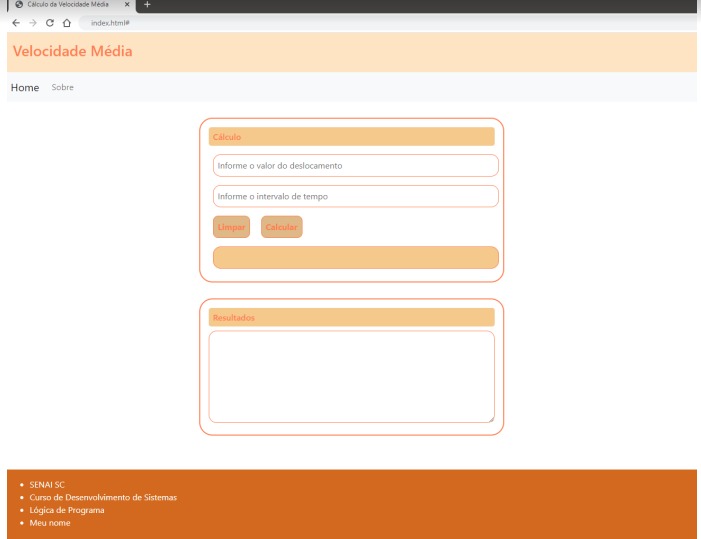 Cálculo da Velocidade Média
index.html#
Velocidade Média
Home Sobre
Cálculo
Informe o valor do deslocamento
Informe o intervalo de tempo
Limpar Calcular
Resultados
SENAI SC
Curso de Desenvolvimento de Sistemas
Lógica de Programa
Meu nome